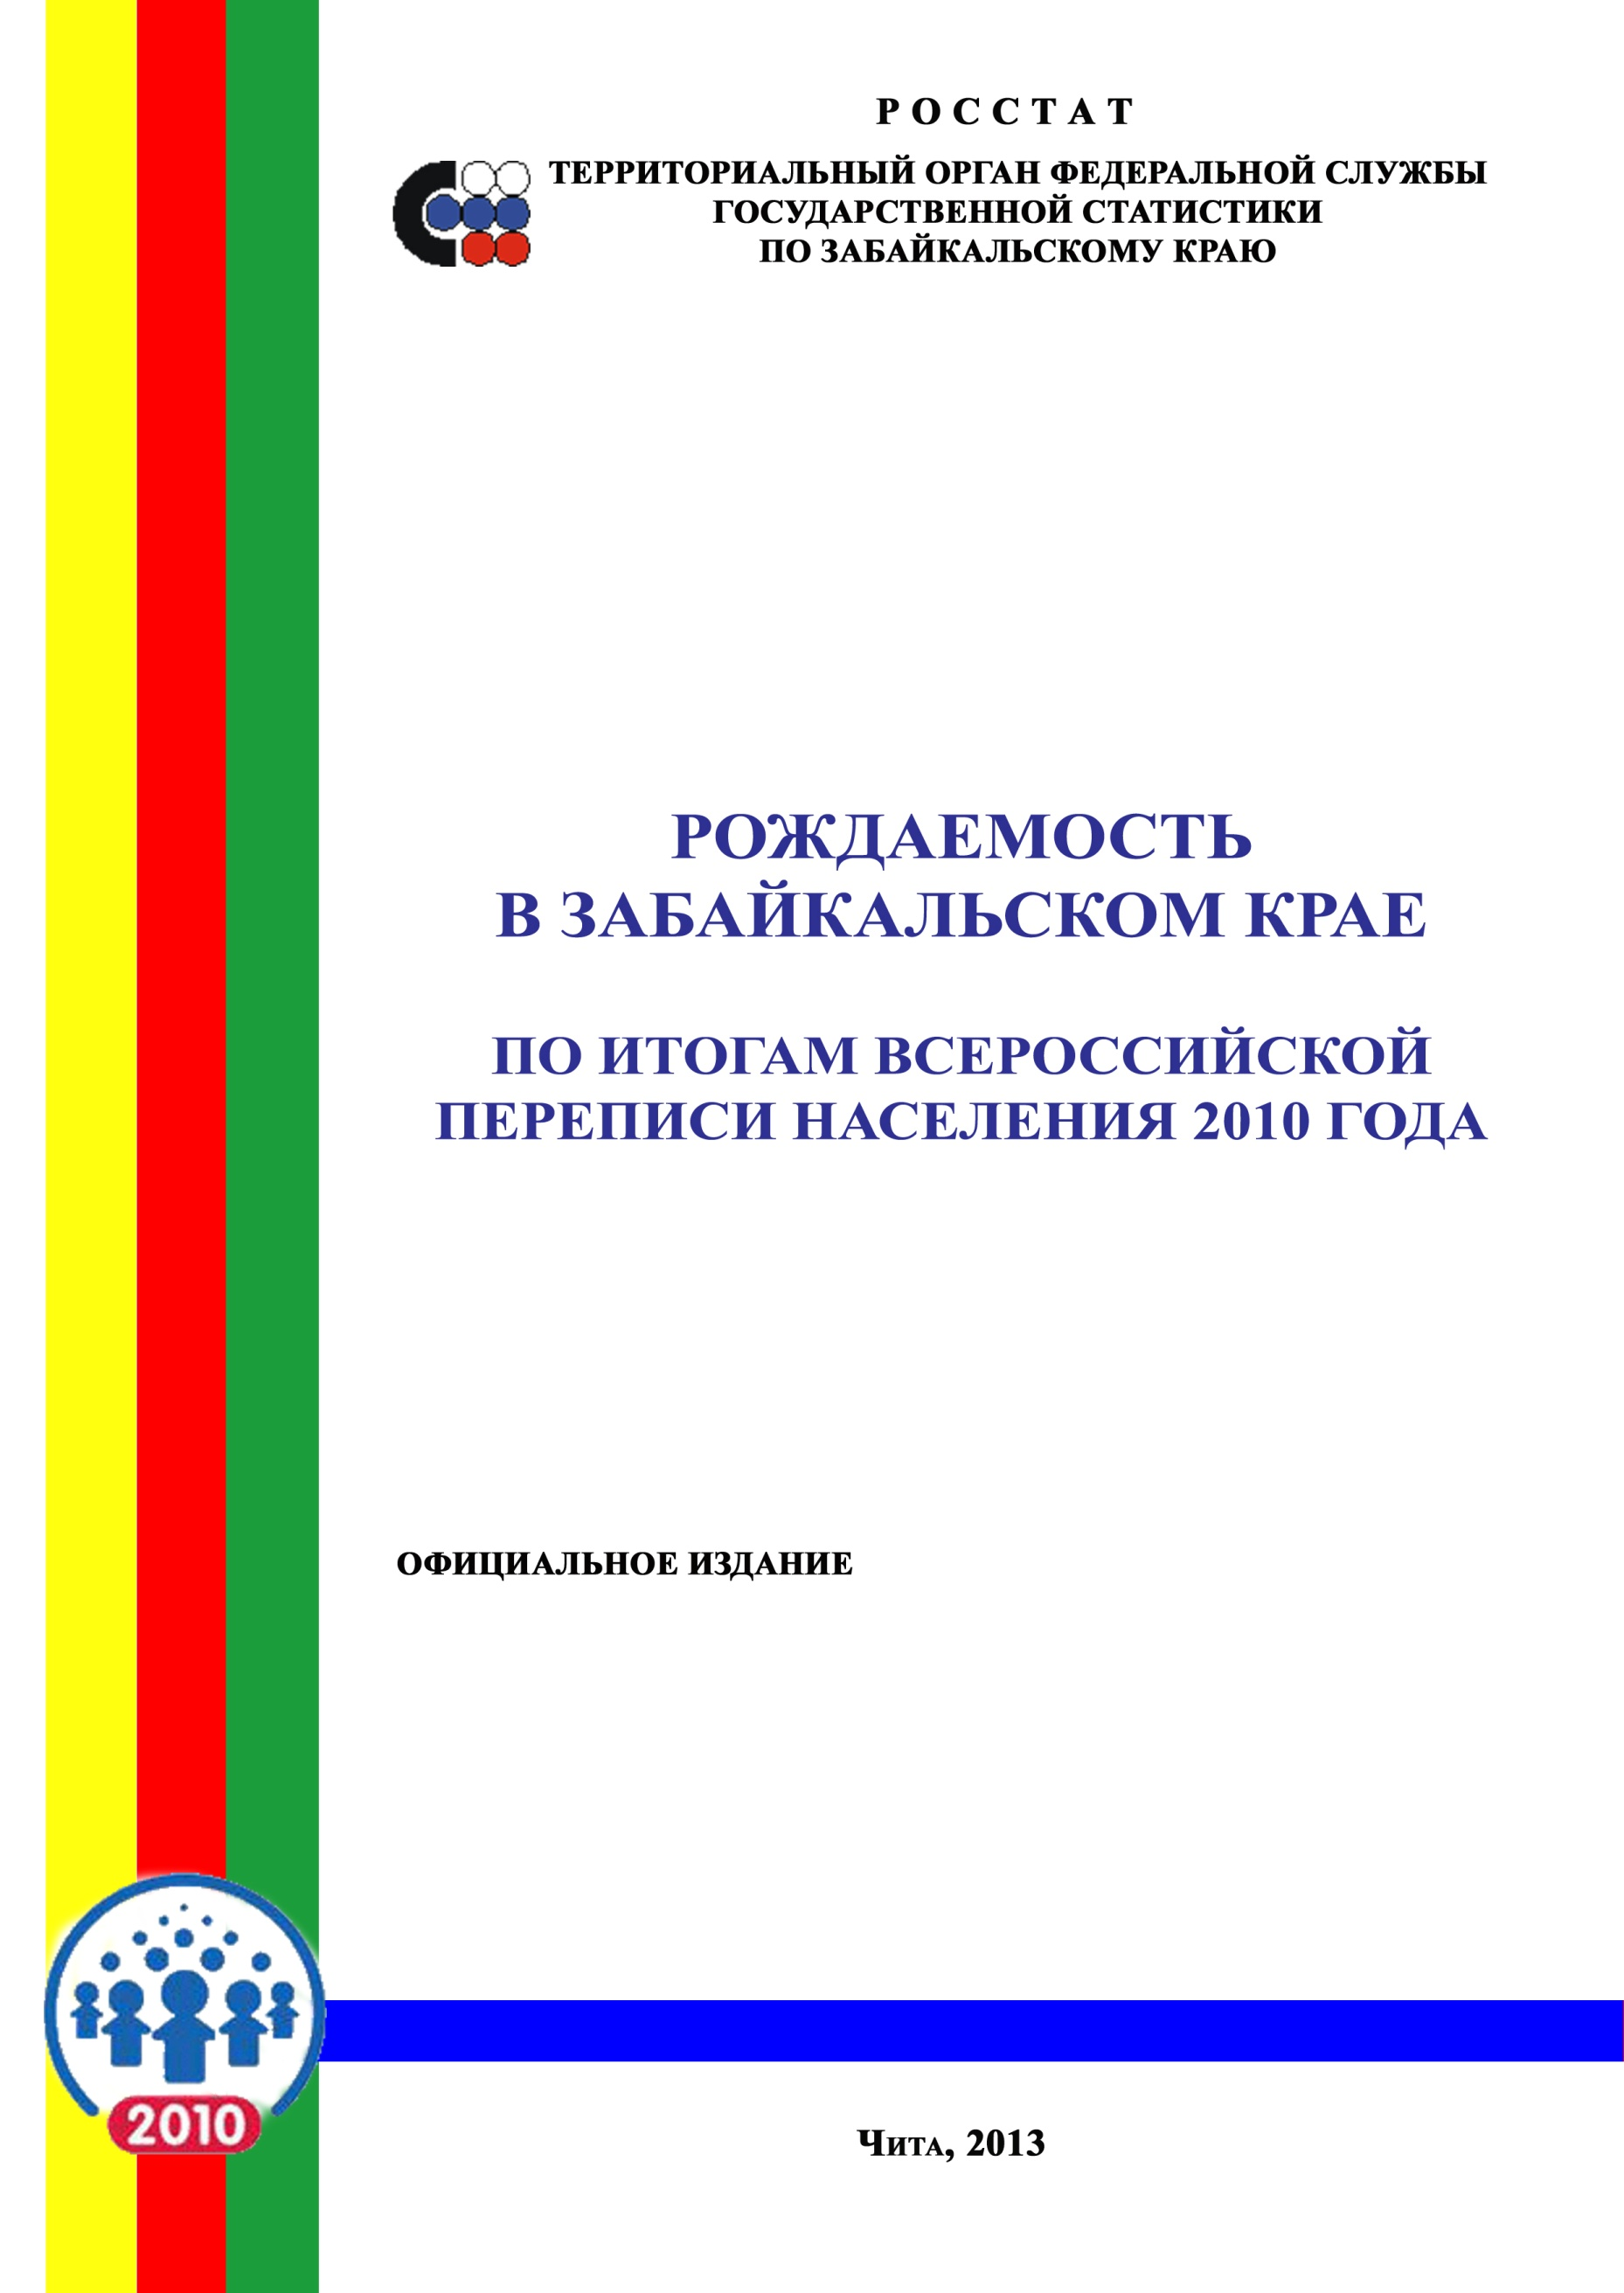 Р О С С Т А Т
ТЕРРИТОРИАЛЬНЫЙ ОРГАН ФЕДЕРАЛЬНОЙ СЛУЖБЫ
ГОСУДАРСТВЕННОЙ СТАТИСТИКИ
ПО ЗАБАЙКАЛЬСКОМУ КРАЮ
РОЖДАЕМОСТЬ
В ЗАБАЙКАЛЬСКОМ КРАЕ
ПО ИТОГАМ ВСЕРОССИЙСКОЙ
ПЕРЕПИСИ НАСЕЛЕНИЯ 2010 ГОДА
ОФИЦИАЛЬНОЕ ИЗДАНИЕ
2010
Чита, 2013